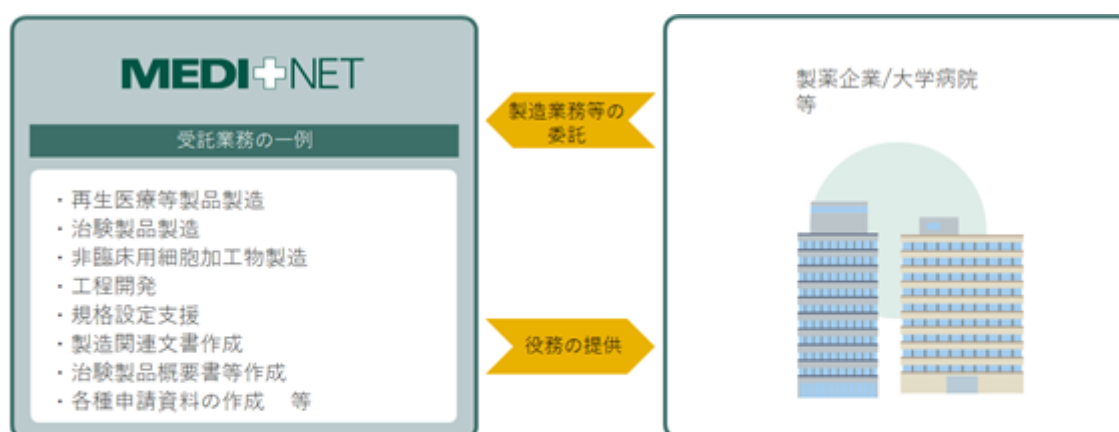 MEDI+NET
受託業務の一例
・再生医療等製品製造
・治験製品製造
・非臨床用細胞加工物製造
・工程開発
・規格設定支援
・製造関連文書作成
・治験製品概要書等作成
・各種申請資料の作成　等
製造業務等の
委託
役務の提供
製薬企業/大学病院
等